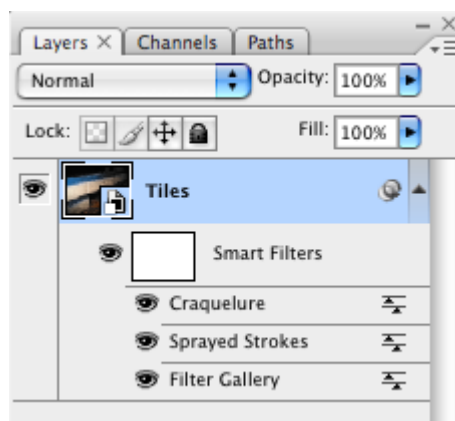 Layers × Channels Paths
Normal Opacity: 100%
Lock: Fill: 100%
Tiles
Smart Filters
Craquelure
Sprayed Strokes
Filter Gallery